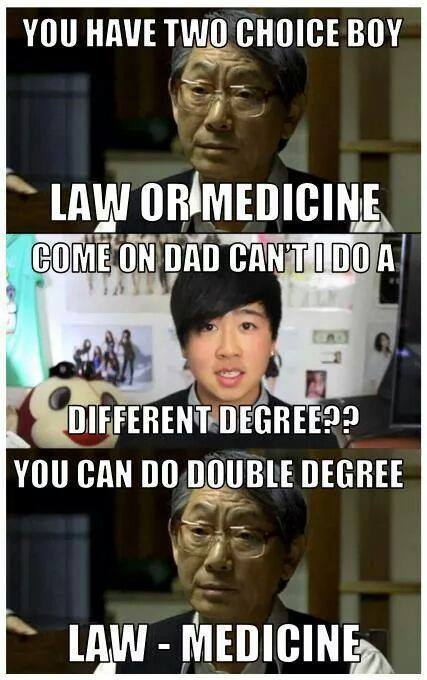 YOU HAVE TWO CHOICE BOY
LAW OR MEDICINE
COME ON DAD CAN'T I DO A
DIFFERENT DEGREE??
YOU CAN DO DOUBLE DEGREE
LAW - MEDICINE